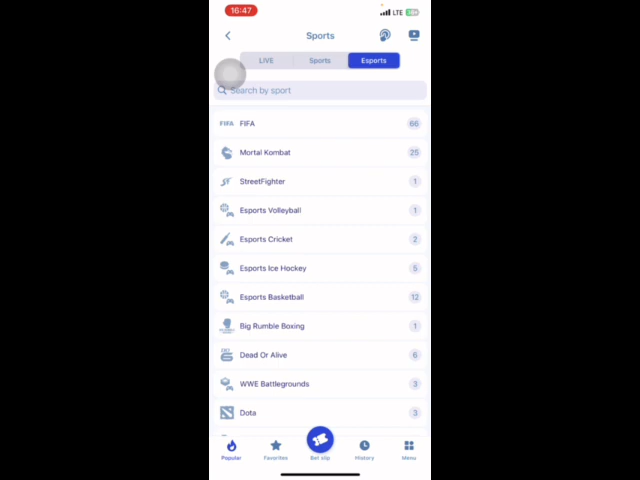 16:47 LTE
Sports
LIVE Sports Esports
Search by sport
FIFA FIFA 66
Mortal Kombat 25
StreetFighter 1
Esports Volleyball 1
Esports Cricket 2
Esports Ice Hockey 5
Esports Basketball 12
Big Rumble Boxing 1
Dead Or Alive 6
WWE Battlegrounds 3
Dota 3
Popular Favorites Bet slip History Menu